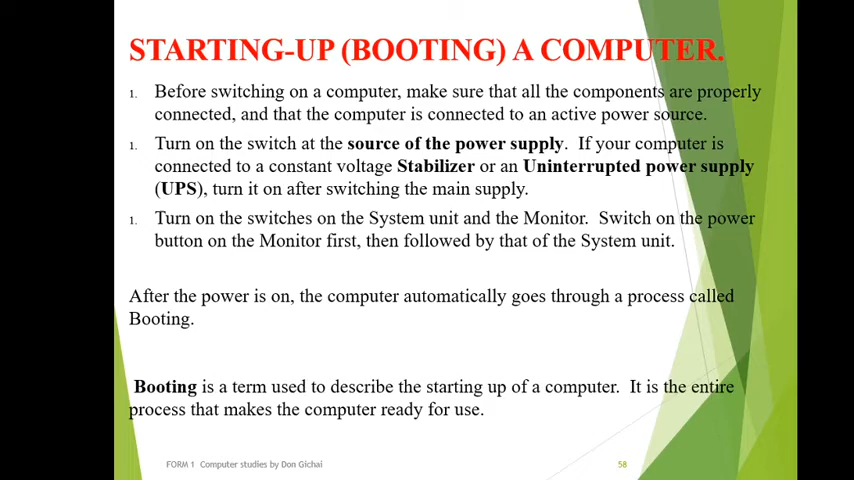 STARTING-UP (BOOTING) A COMPUTER.
1. Before switching on a computer, make sure that all the components are properly
connected, and that the computer is connected to an active power source.
1. Turn on the switch at the source of the power supply. If your computer is
connected to a constant voltage Stabilizer or an Uninterrupted power supply
(UPS), turn it on after switching the main supply.
1. Turn on the switches on the System unit and the Monitor. Switch on the power
button on the Monitor first, then followed by that of the System unit.
After the power is on, the computer automatically goes through a process called
Booting.
Booting is a term used to describe the starting up of a computer. It is the entire
process that makes the computer ready for use.
FORM 1 Computer studies by Don Gichai 58